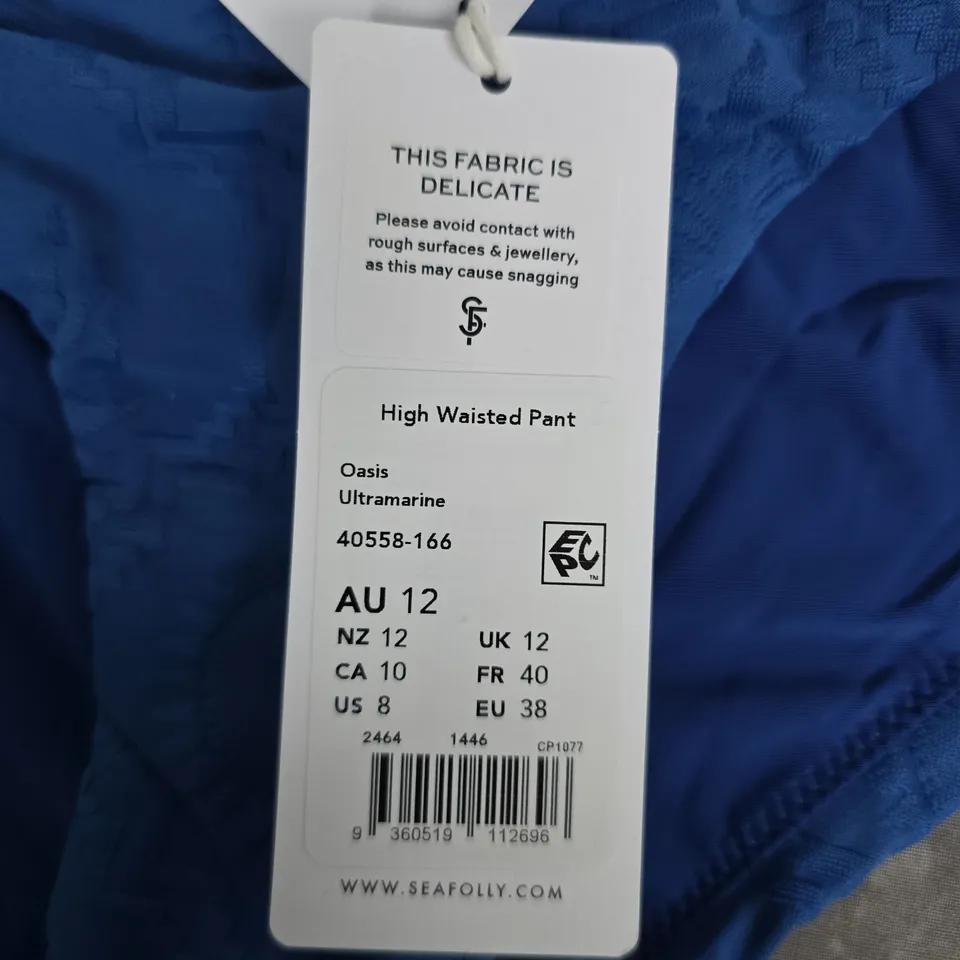 THIS FABRIC IS
DELICATE
Please avoid contact with
rough surfaces & jewellery,
as this may cause snagging
High Waisted Pant
Oasis
Ultramarine
40558-166
EPC™
AU 12
NZ 12 UK 12
CA 10 FR 40
US 8 EU 38
2464 1446 CP1077
9 360519 112696
WWW.SEAFOLLY.COM